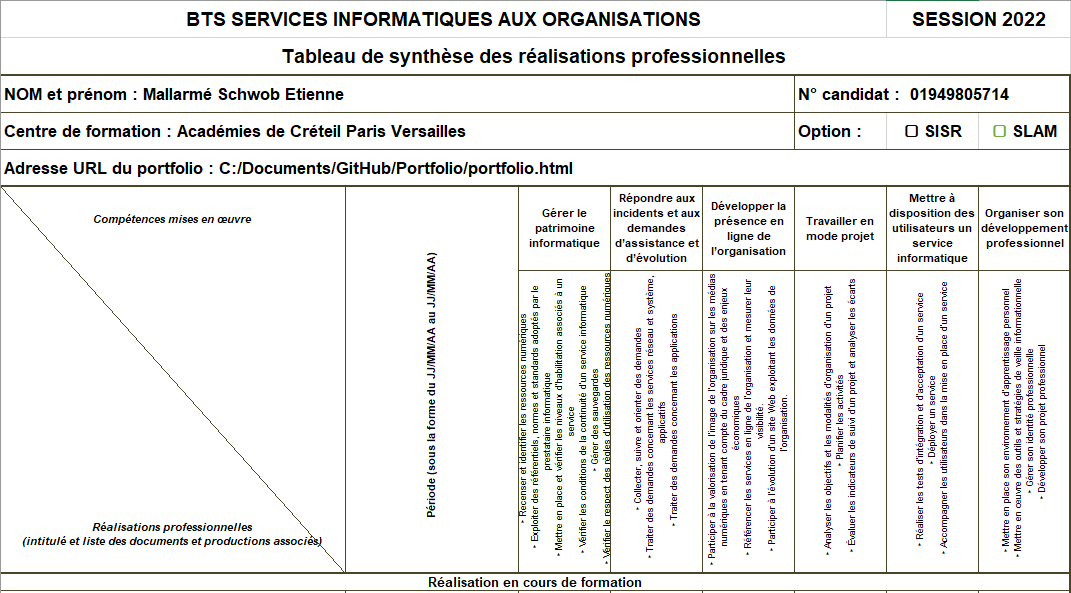 BTS SERVICES INFORMATIQUES AUX ORGANISATIONS
SESSION 2022
Tableau de synthèse des réalisations professionnelles
NOM et prénom : Mallarmé Schwob Etienne
N° candidat : 01949805714
Centre de formation : Académies de Créteil Paris Versailles
Option :
SISR
SLAM
Adresse URL du portfolio : C:/Documents/GitHub/Portfolio/portfolio.html
Compétences mises en œuvre
Réalisations professionnelles
(intitulé et liste des documents et productions associés)
Période (sous la forme du JJ/MM/AA au JJ/MM/AA)
Gérer le
patrimoine
informatique
Répondre aux
incidents et aux
demandes
d'assistance et
d'évolution
Développer la
présence en
ligne de
l'organisation
Travailler en
mode projet
Mettre à
disposition des
utilisateurs un
service
informatique
Organiser son
développement
professionnel
‣ Recenser et identifier les ressources numériques
‣ Exploiter des référentiels, normes et standards adoptés par le
prestataire informatique
‣ Mettre en place et vérifier les niveaux d'habilitation associés à un
service
‣ Vérifier les conditions de la continuité d'un service informatique
‣ Gérer des sauvegardes
‣ Vérifier le respect des règles d'utilisation des ressources numériques
‣ Collecter, suivre et orienter des demandes
‣ Traiter des demandes concernant les services réseau et système,
applicatifs
‣ Traiter des demandes concernant les applications
‣ Participer à la valorisation de l'image de l'organisation sur les médias
numériques en tenant compte du cadre juridique et des enjeux
économiques
‣ Référencer les services en ligne de l'organisation et mesurer leur
visibilité.
‣ Participer à l'évolution d'un site Web exploitant les données de
l'organisation.
‣ Analyser les objectifs et les modalités d'organisation d'un projet
‣ Planifier les activités
‣ Evaluer les indicateurs de suivi d'un projet et analyser les écarts
‣ Réaliser les tests d'intégration et d'acceptation d'un service
‣ Déployer un service
‣ Accompagner les utilisateurs dans la mise en place d'un service
‣ Mettre en place son environnement d'apprentissage personnel
‣ Mettre en œuvre des outils et stratégies de veille informationnelle
‣ Gérer son identité professionnelle
‣ Développer son projet professionnel
Réalisation en cours de formation